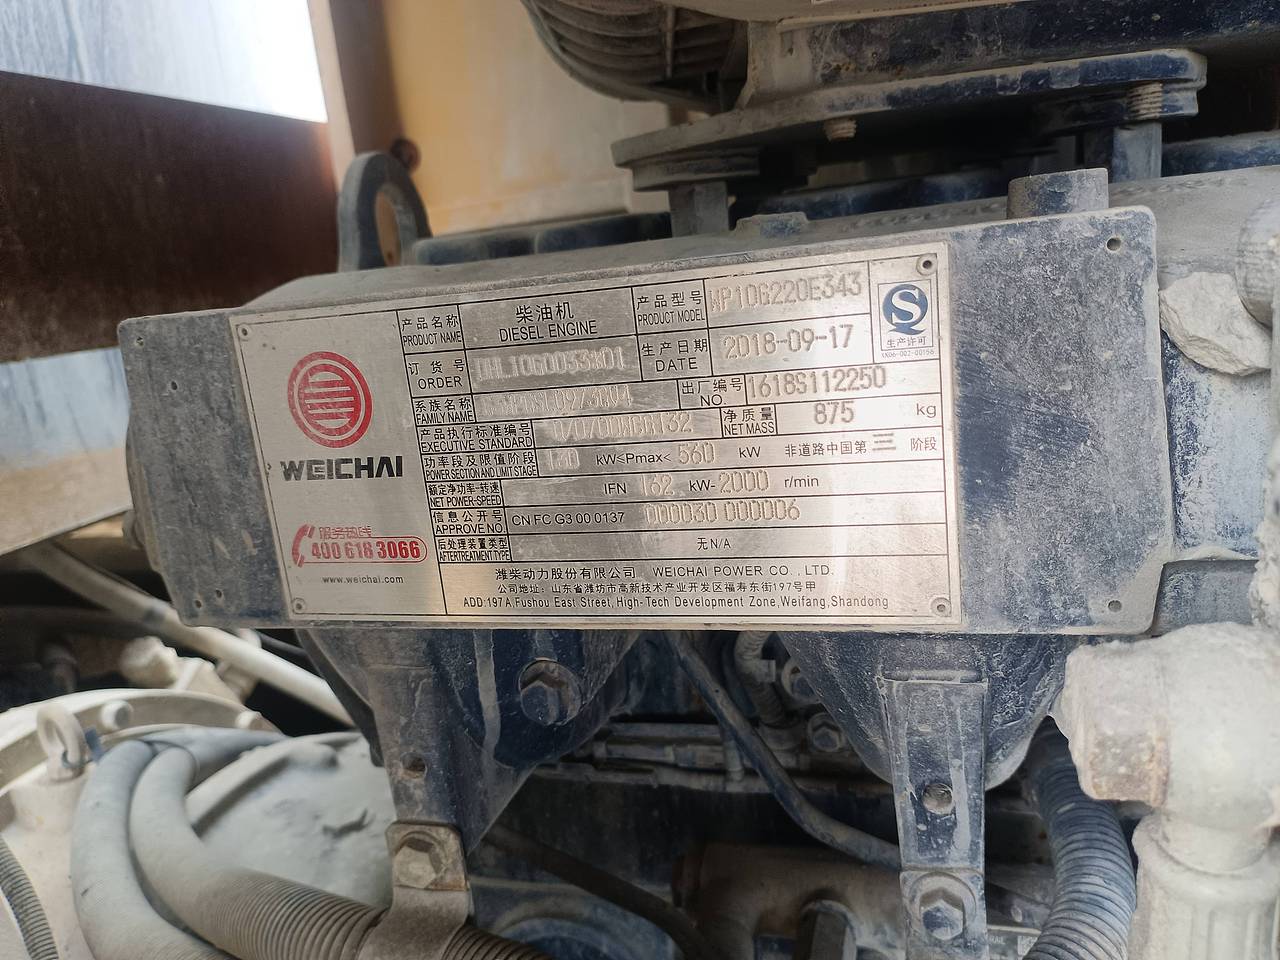 WEICHAI
服务热线
400 618 3066
www.weichai.com
产品名称 柴油机
PRODUCT NAME DIESEL ENGINE
产品型号 WP10G220E343
PRODUCT MODEL
生产许可
XK06-002-00156
订货号 DHL10G0033*01
ORDER
生产日期 2018-09-17
DATE
系族名称
FAMILY NAME
出厂编号 1618S112250
NO.
产品执行标准编号
EXECUTIVE STANDARD
净质量 875 kg
NET MASS
功率段及限值阶段 kW≤Pmax< 560 kW 非道路中国第三阶段
POWER SECTION AND LIMIT STAGE
额定净功率-转速 IFN 162 kW-2000 r/min
NET POWER-SPEED
信息公开号 CN FC G3 00 0137 000030 000006
APPROVE NO
后处理装置类型 无N/A
AFTERTREATMENT TYPE
潍柴动力股份有限公司 WEICHAI POWER CO., LTD.
公司地址: 山东省潍坊市高新技术产业开发区福寿东街197号甲
ADD:197 A,Fushou East Street, High-Tech Development Zone,Weifang,Shandong